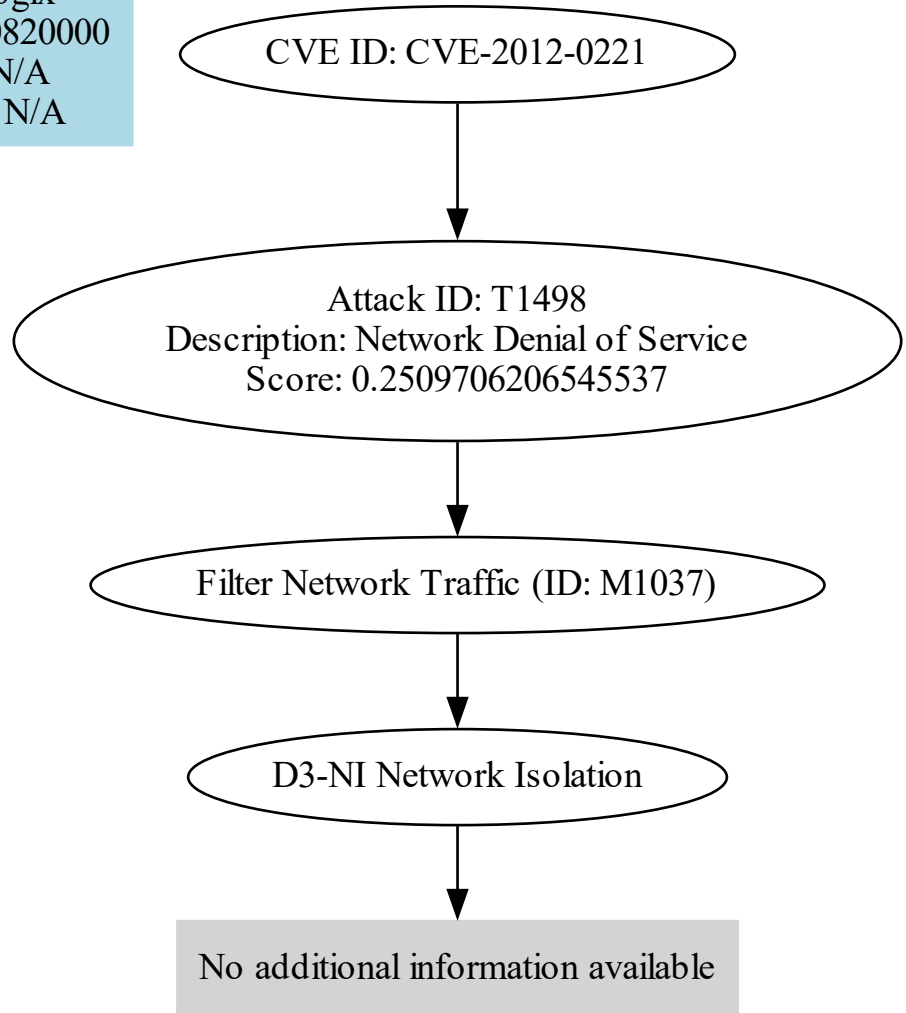 0820000
N/A
N/A
CVE ID: CVE-2012-0221
Attack ID: T1498
Description: Network Denial of Service
Score: 0.2509706206545537
Filter Network Traffic (ID: M1037)
D3-NI Network Isolation
No additional information available